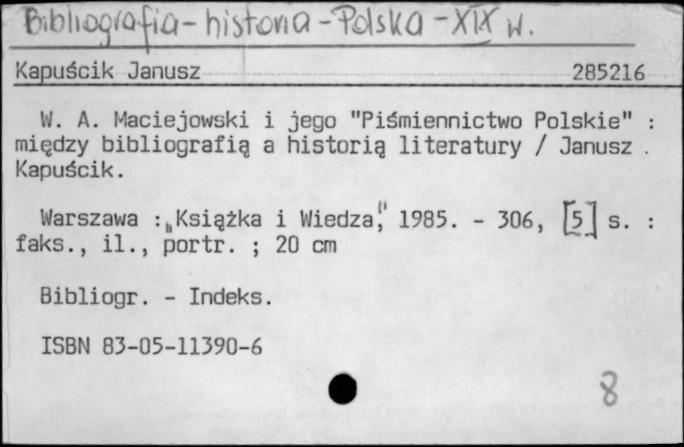 Bibliografia - historia - Polska - XIX w.
Kapuścik Janusz 285216
W. A. Maciejowski i jego "Piśmiennictwo Polskie" :
między bibliografią a historią literatury / Janusz .
Kapuścik.
Warszawa : „Książka i Wiedza", 1985. - 306, [5] s. :
faks., il., portr. ; 20 cm
Bibliogr. - Indeks.
ISBN 83-05-11390-6
8